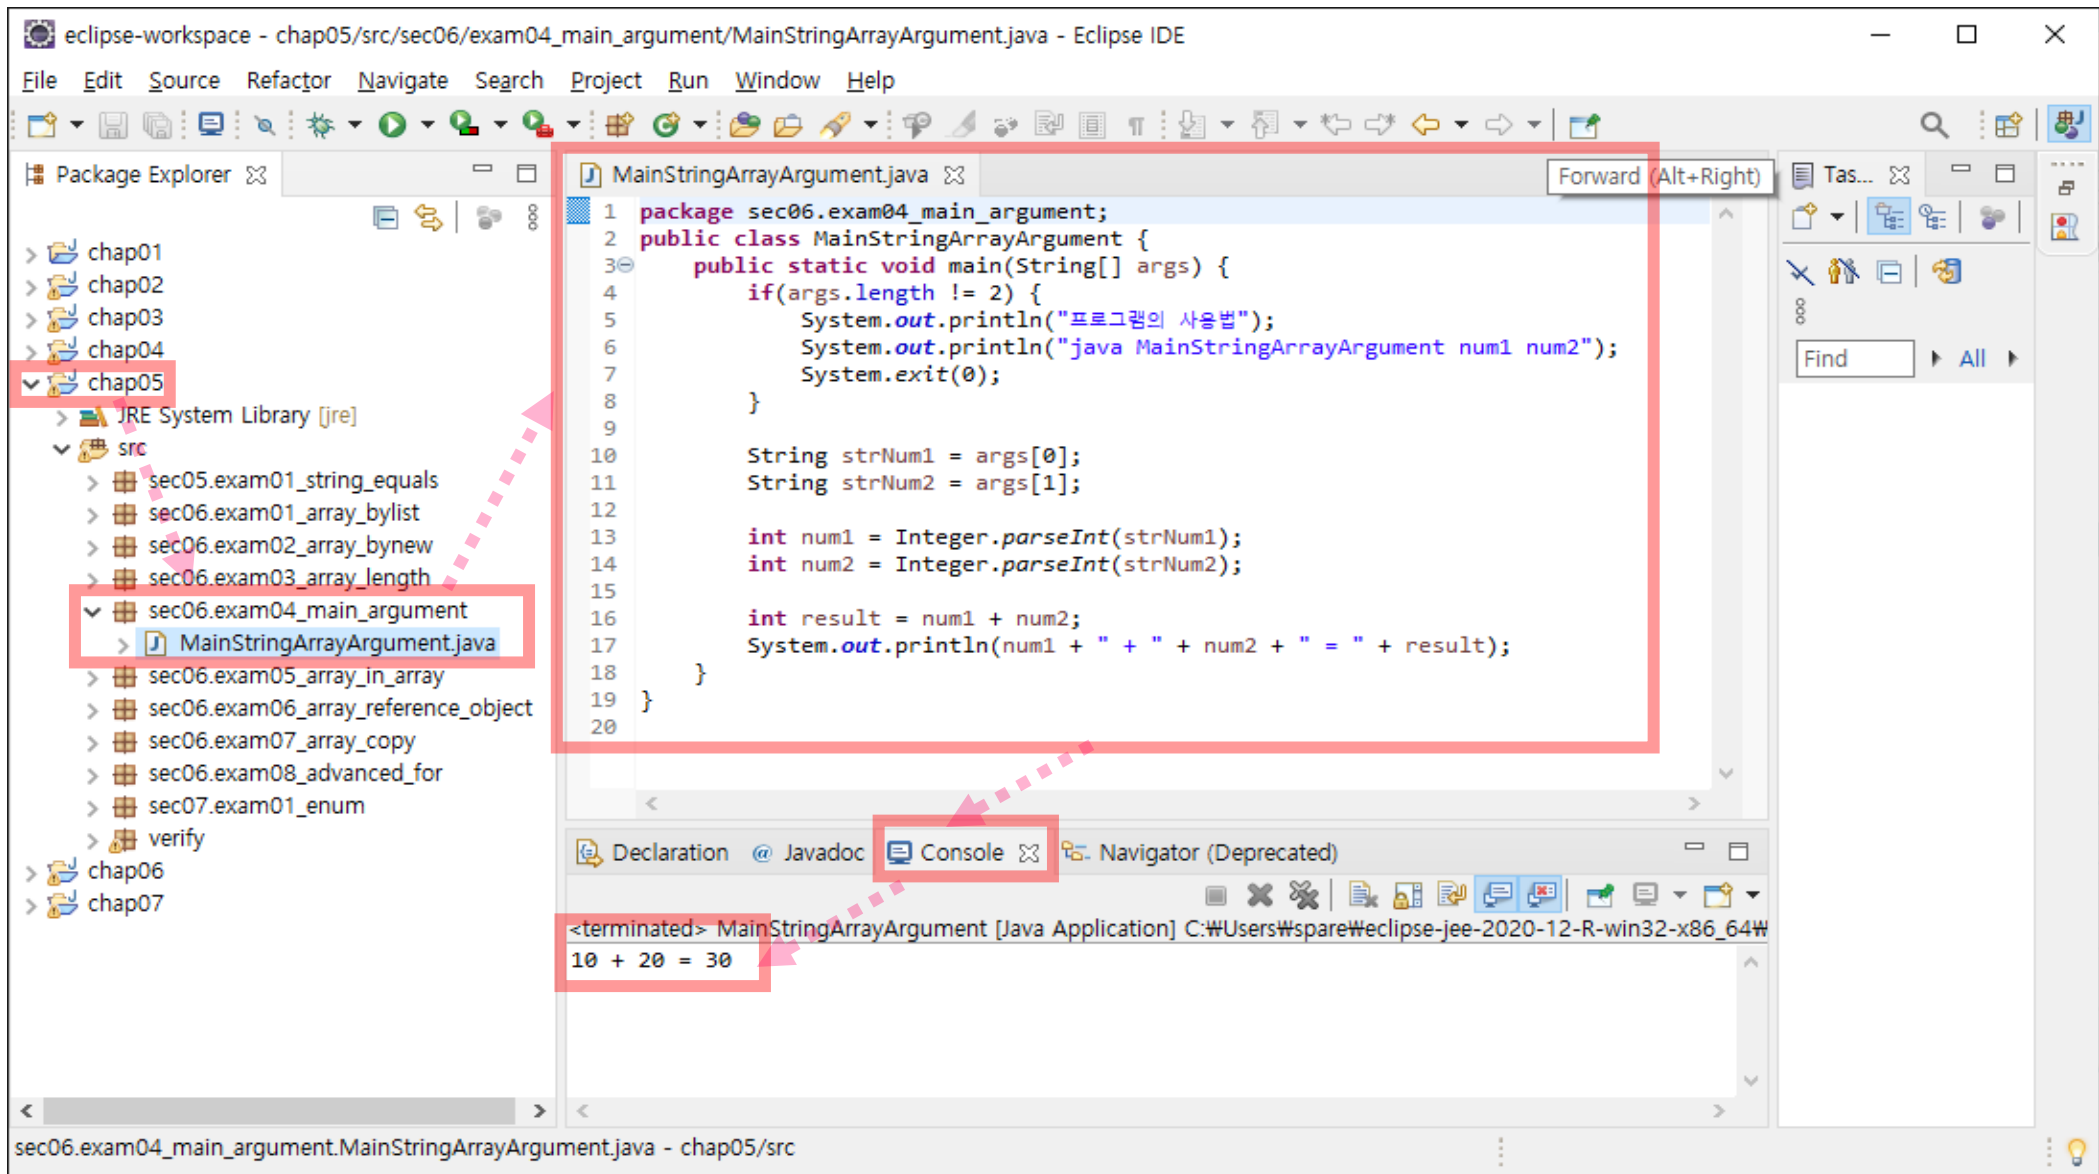 eclipse-workspace - chap05/src/sec06/exam04_main_argument/MainStringArrayArgument.java - Eclipse IDE
File Edit Source Refactor Navigate Search Project Run Window Help
Package Explorer
chap01
chap02
chap03
chap04
chap05
JRE System Library [jre]
src
sec05.exam01_string_equals
sec06.exam01_array_bylist
sec06.exam02_array_bynew
sec06.exam03_array_length
sec06.exam04_main_argument
MainStringArrayArgument.java
sec06.exam05_array_in_array
sec06.exam06_array_reference_object
sec06.exam07_array_copy
sec06.exam08_advanced_for
sec07.exam01_enum
verify
chap06
chap07
MainStringArrayArgument.java
Forward (Alt+Right)
1 package sec06.exam04_main_argument;
2 public class MainStringArrayArgument {
3 public static void main(String[] args) {
4 if(args.length != 2) {
5 System.out.println("프로그램의 사용법");
6 System.out.println("java MainStringArrayArgument num1 num2");
7 System.exit(0);
8 }
9
10 String strNum1 = args[0];
11 String strNum2 = args[1];
12
13 int num1 = Integer.parseInt(strNum1);
14 int num2 = Integer.parseInt(strNum2);
15
16 int result = num1 + num2;
17 System.out.println(num1 + " + " + num2 + " = " + result);
18 }
19 }
20
Tas...
Find All
Declaration @ Javadoc Console Navigator (Deprecated)
<terminated> MainStringArrayArgument [Java Application] C:₩Users₩spare₩eclipse-jee-2020-12-R-win32-x86_64₩
10 + 20 = 30
sec06.exam04_main_argument.MainStringArrayArgument.java - chap05/src